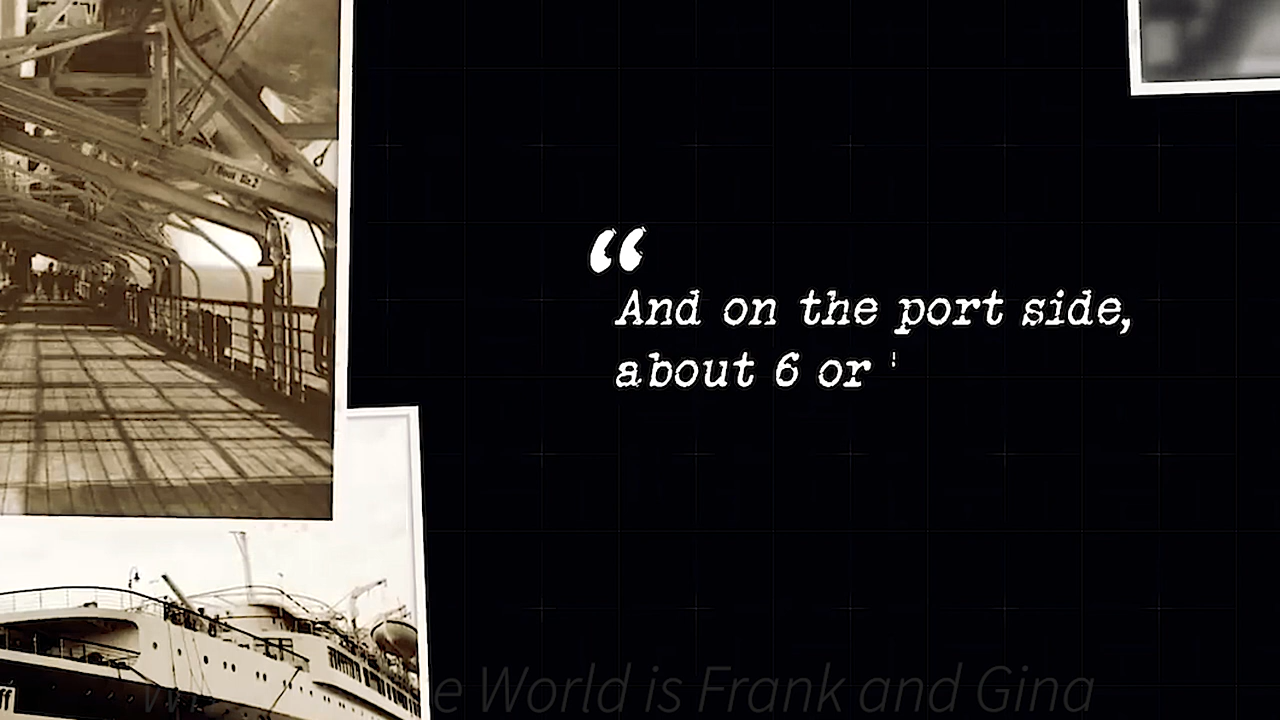 “
And on the port side,
about 6 or
World is Frank and Gina